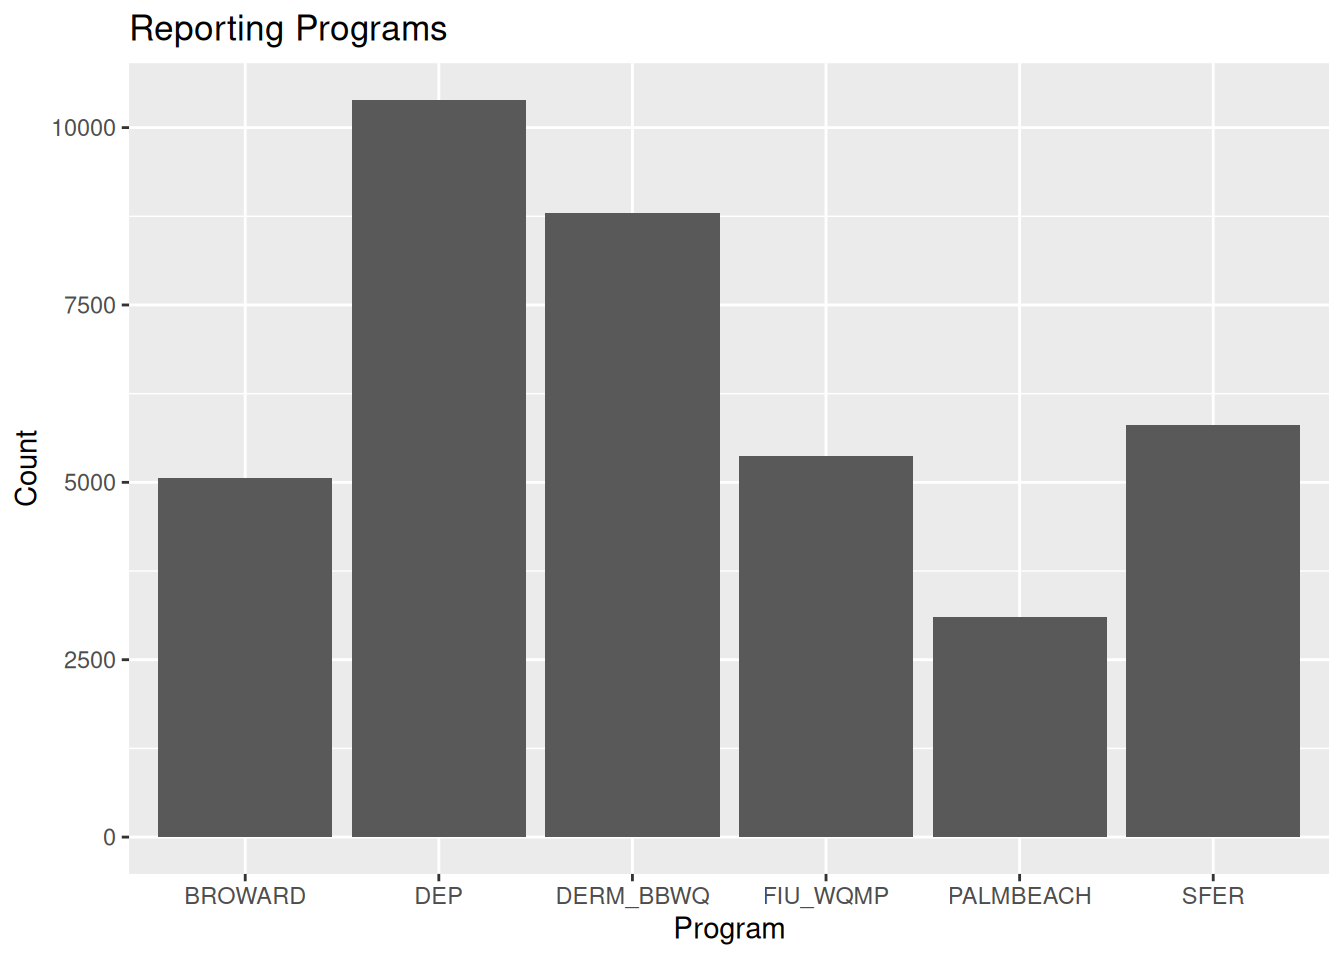 Reporting Programs
10000
7500
5000
2500
0
Count
BROWARD DEP DERM_BBWQ FIU_WQMP PALMBEACH SFER
Program